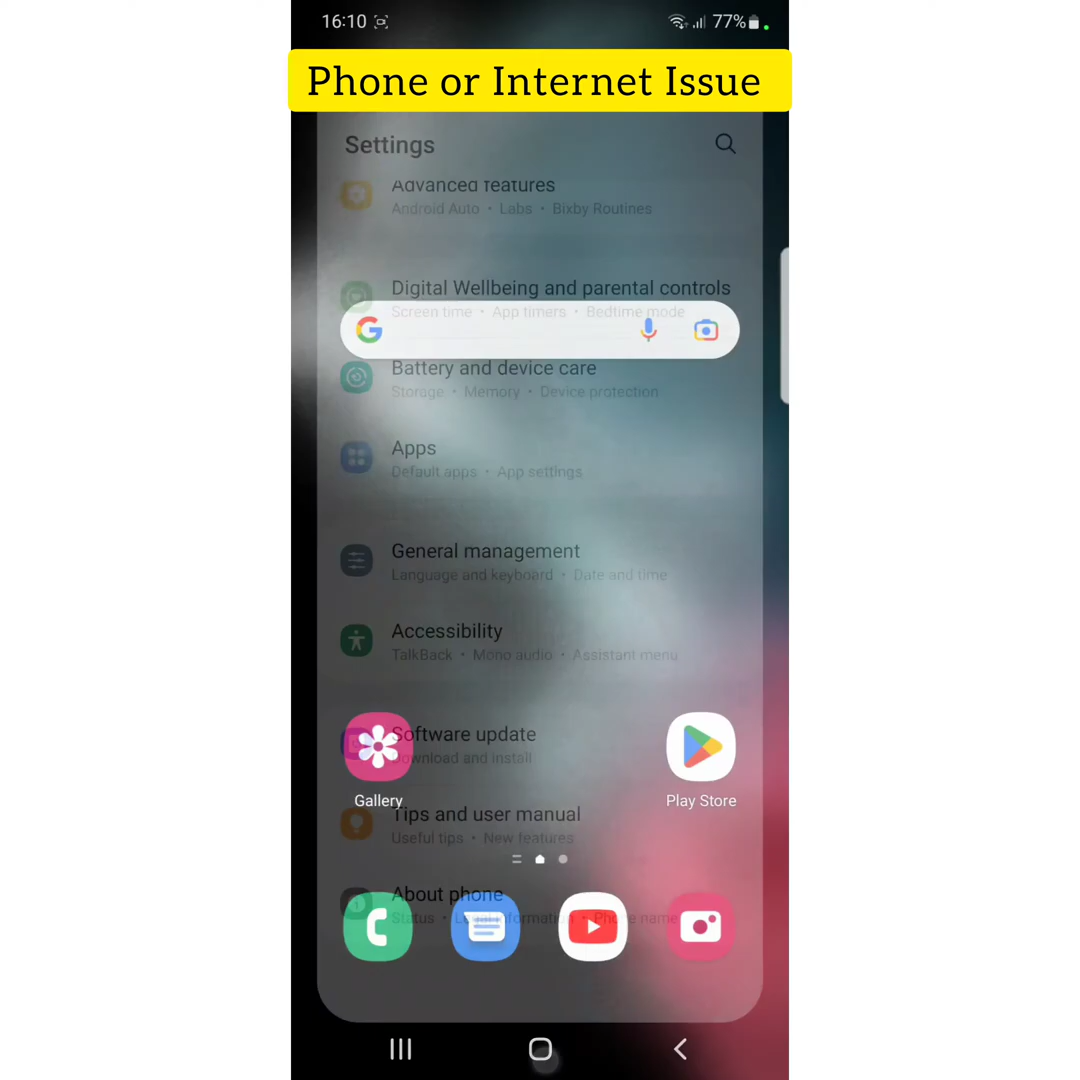 16:10
77%
Phone or Internet Issue
Settings
Advanced features
Android Auto • Labs • Bixby Routines
Digital Wellbeing and parental controls
Screen time • App timers • Bedtime mode
Battery and device care
Storage • Memory • Device protection
Apps
Default apps • App settings
General management
Language and keyboard • Date and time
Accessibility
TalkBack • Mono audio • Assistant menu
Software update
Download and install
Gallery
Play Store
Tips and user manual
Useful tips • New features
About phone
Status • Legal information • Phone name